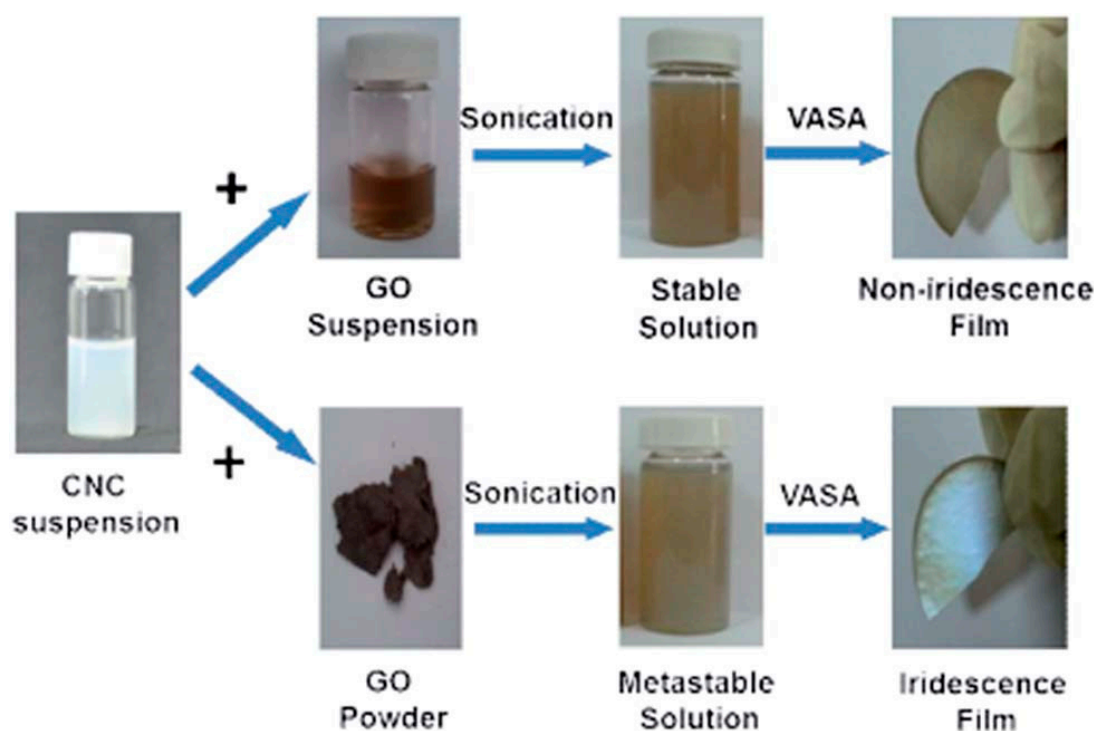 +
Sonication
VASA
GO
Suspension
Stable
Solution
Non-iridescence
Film
CNC
suspension
+
Sonication
VASA
GO
Powder
Metastable
Solution
Iridescence
Film